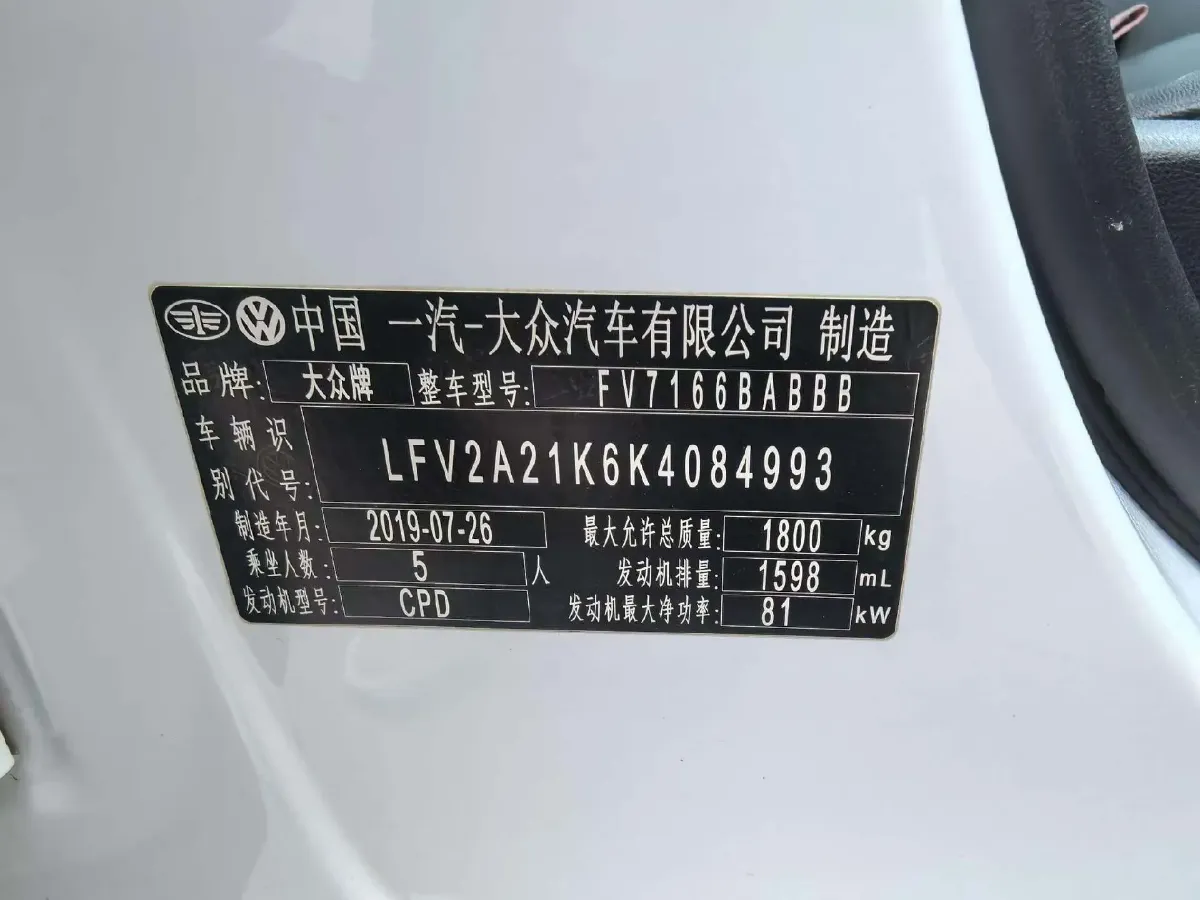 中国 一汽-大众汽车有限公司 制造
品牌: 大众牌 整车型号: FV7166BABBB
车辆识别代号: LFV2A21K6K4084993
制造年月: 2019-07-26 最大允许总质量: 1800 kg
乘坐人数: 5 人 发动机排量: 1598 mL
发动机型号: CPD 发动机最大净功率: 81 kW